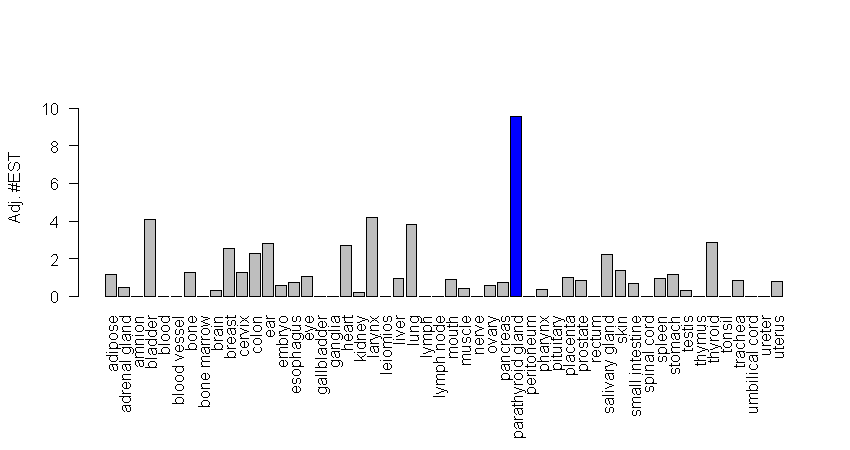 Adj. #EST
10
8
6
4
2
0
adipose
adrenal gland
amnion
bladder
blood
blood vessel
bone
bone marrow
brain
breast
cervix
colon
ear
embryo
esophagus
eye
gallbladder
ganglia
heart
kidney
larynx
leiomios
liver
lung
lymph
lymph node
mouth
muscle
nerve
ovary
pancreas
parathyroid gland
peritoneum
pharynx
pituitary
placenta
prostate
rectum
salivary gland
skin
small intestine
spinal cord
spleen
stomach
testis
thymus
thyroid
tonsil
trachea
umbilical cord
ureter
uterus